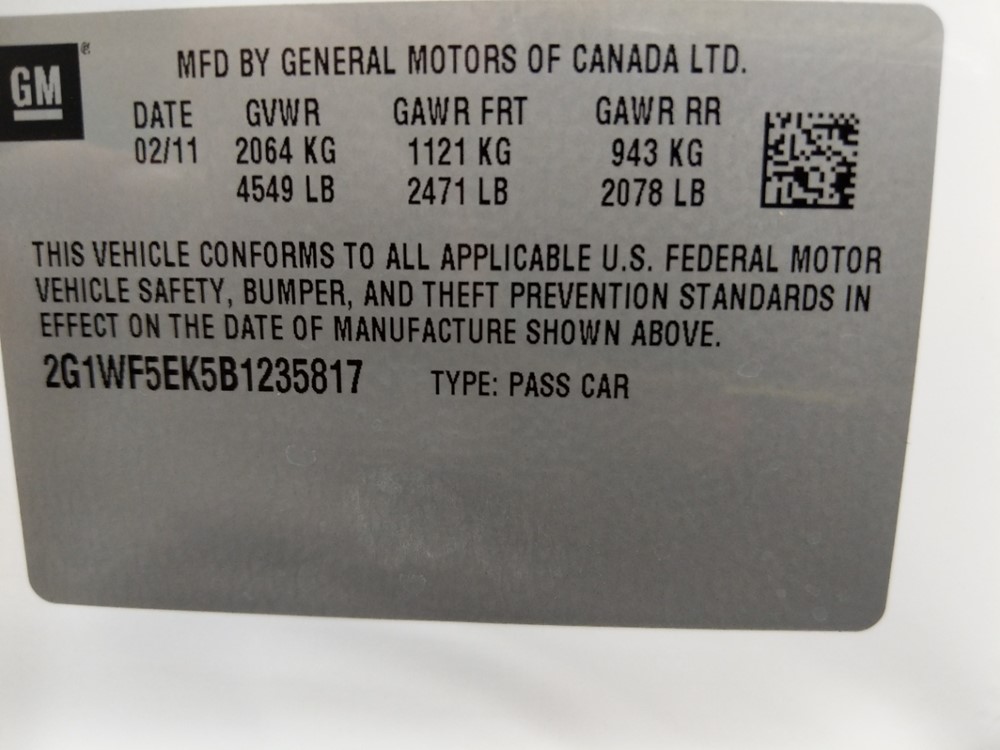 GM®
MFD BY GENERAL MOTORS OF CANADA LTD.
DATE GVWR GAWR FRT GAWR RR
02/11 2064 KG 1121 KG 943 KG
4549 LB 2471 LB 2078 LB
THIS VEHICLE CONFORMS TO ALL APPLICABLE U.S. FEDERAL MOTOR
VEHICLE SAFETY, BUMPER, AND THEFT PREVENTION STANDARDS IN
EFFECT ON THE DATE OF MANUFACTURE SHOWN ABOVE.
2G1WF5EK5B1235817 TYPE: PASS CAR